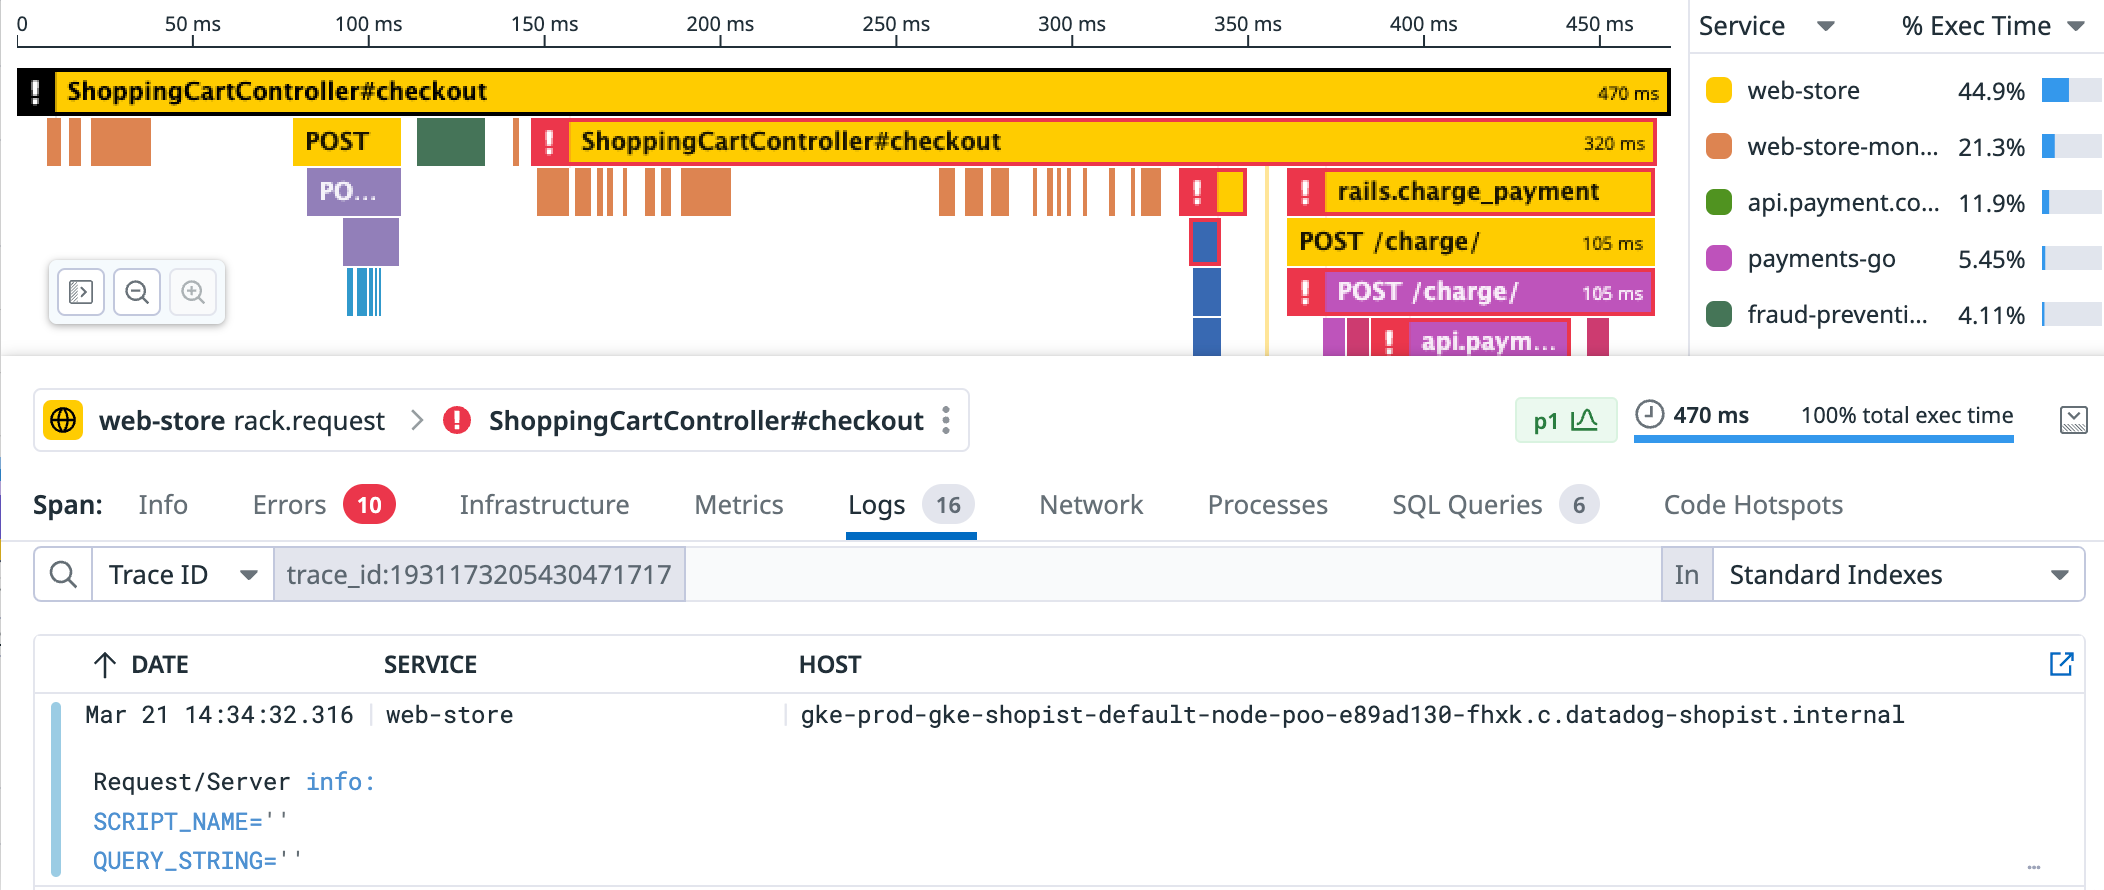 0 50 ms 100 ms 150 ms 200 ms 250 ms 300 ms 350 ms 400 ms 450 ms
Service % Exec Time
! ShoppingCartController#checkout 470 ms
web-store 44.9%
POST ! ShoppingCartController#checkout 320 ms
web-store-mon... 21.3%
PO... ! ! rails.charge_payment
api.payment.co... 11.9%
POST /charge/ 105 ms
payments-go 5.45%
! POST /charge/ 105 ms
fraud-preventi... 4.11%
! api.paym...
web-store rack.request > ! ShoppingCartController#checkout
p1 470 ms 100% total exec time
Span: Info Errors 10 Infrastructure Metrics Logs 16 Network Processes SQL Queries 6 Code Hotspots
Trace ID trace_id:1931173205430471717 In Standard Indexes
↑ DATE SERVICE HOST
Mar 21 14:34:32.316 web-store gke-prod-gke-shopist-default-node-poo-e89ad130-fhxk.c.datadog-shopist.internal
Request/Server info:
SCRIPT_NAME=''
QUERY_STRING=''
...